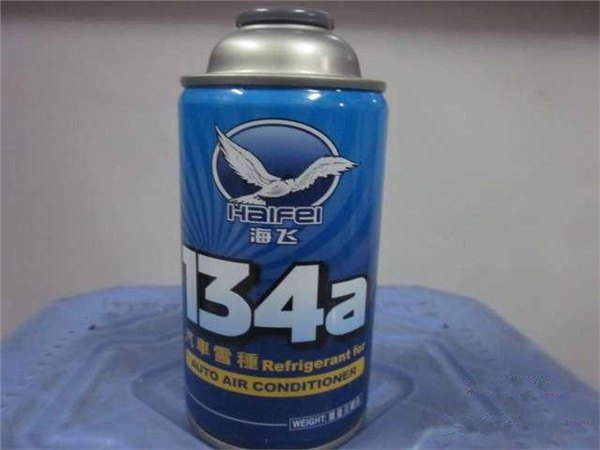 HaiFei
海飞
134a
汽車雪種 Refrigerant for
AUTO AIR CONDITIONER
WEIGHT: